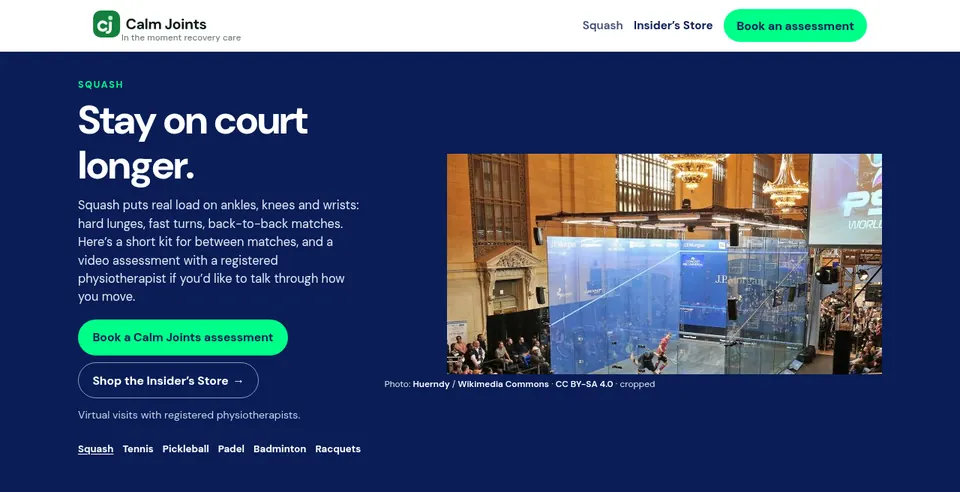 cj
Calm Joints
In the moment recovery care
Squash
Insider's Store
Book an assessment
SQUASH
Stay on court
longer.
Squash puts real load on ankles, knees and wrists:
hard lunges, fast turns, back-to-back matches.
Here's a short kit for between matches, and a
video assessment with a registered
physiotherapist if you'd like to talk through how
you move.
Book a Calm Joints assessment
Shop the Insider's Store →
Virtual visits with registered physiotherapists.
Squash Tennis Pickleball Padel Badminton Racquets
PS
WORL
J.P.Morgan
Photo: Huerndy / Wikimedia Commons · CC BY-SA 4.0 · cropped